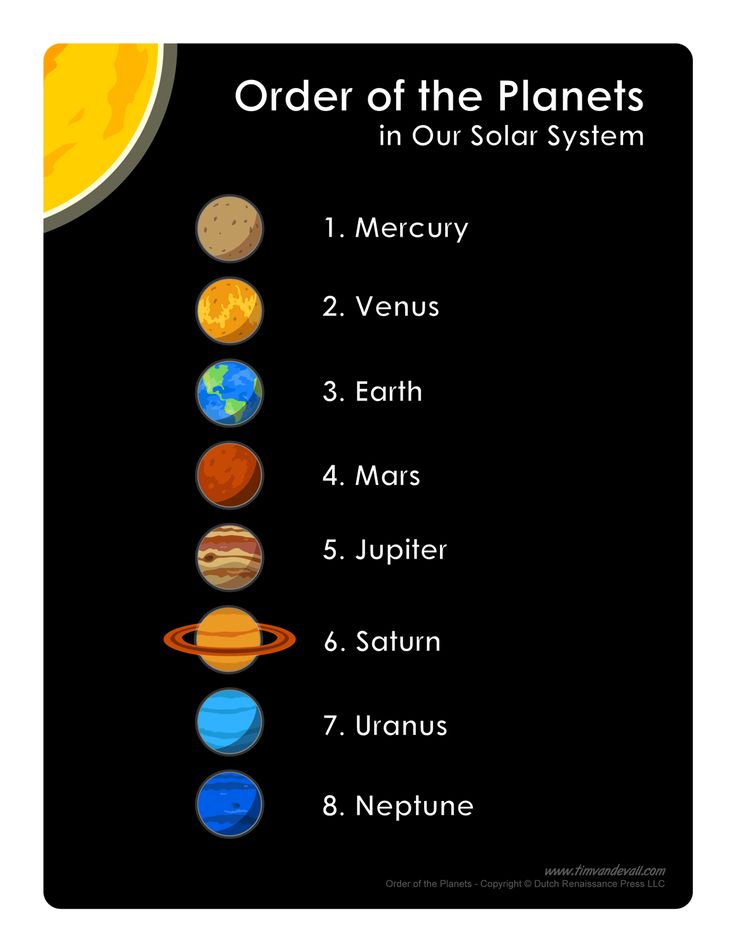 Order of the Planets
in Our Solar System
1. Mercury
2. Venus
3. Earth
4. Mars
5. Jupiter
6. Saturn
7. Uranus
8. Neptune
www.timvandevall.com
Order of the Planets - Copyright © Dutch Renaissance Press LLC